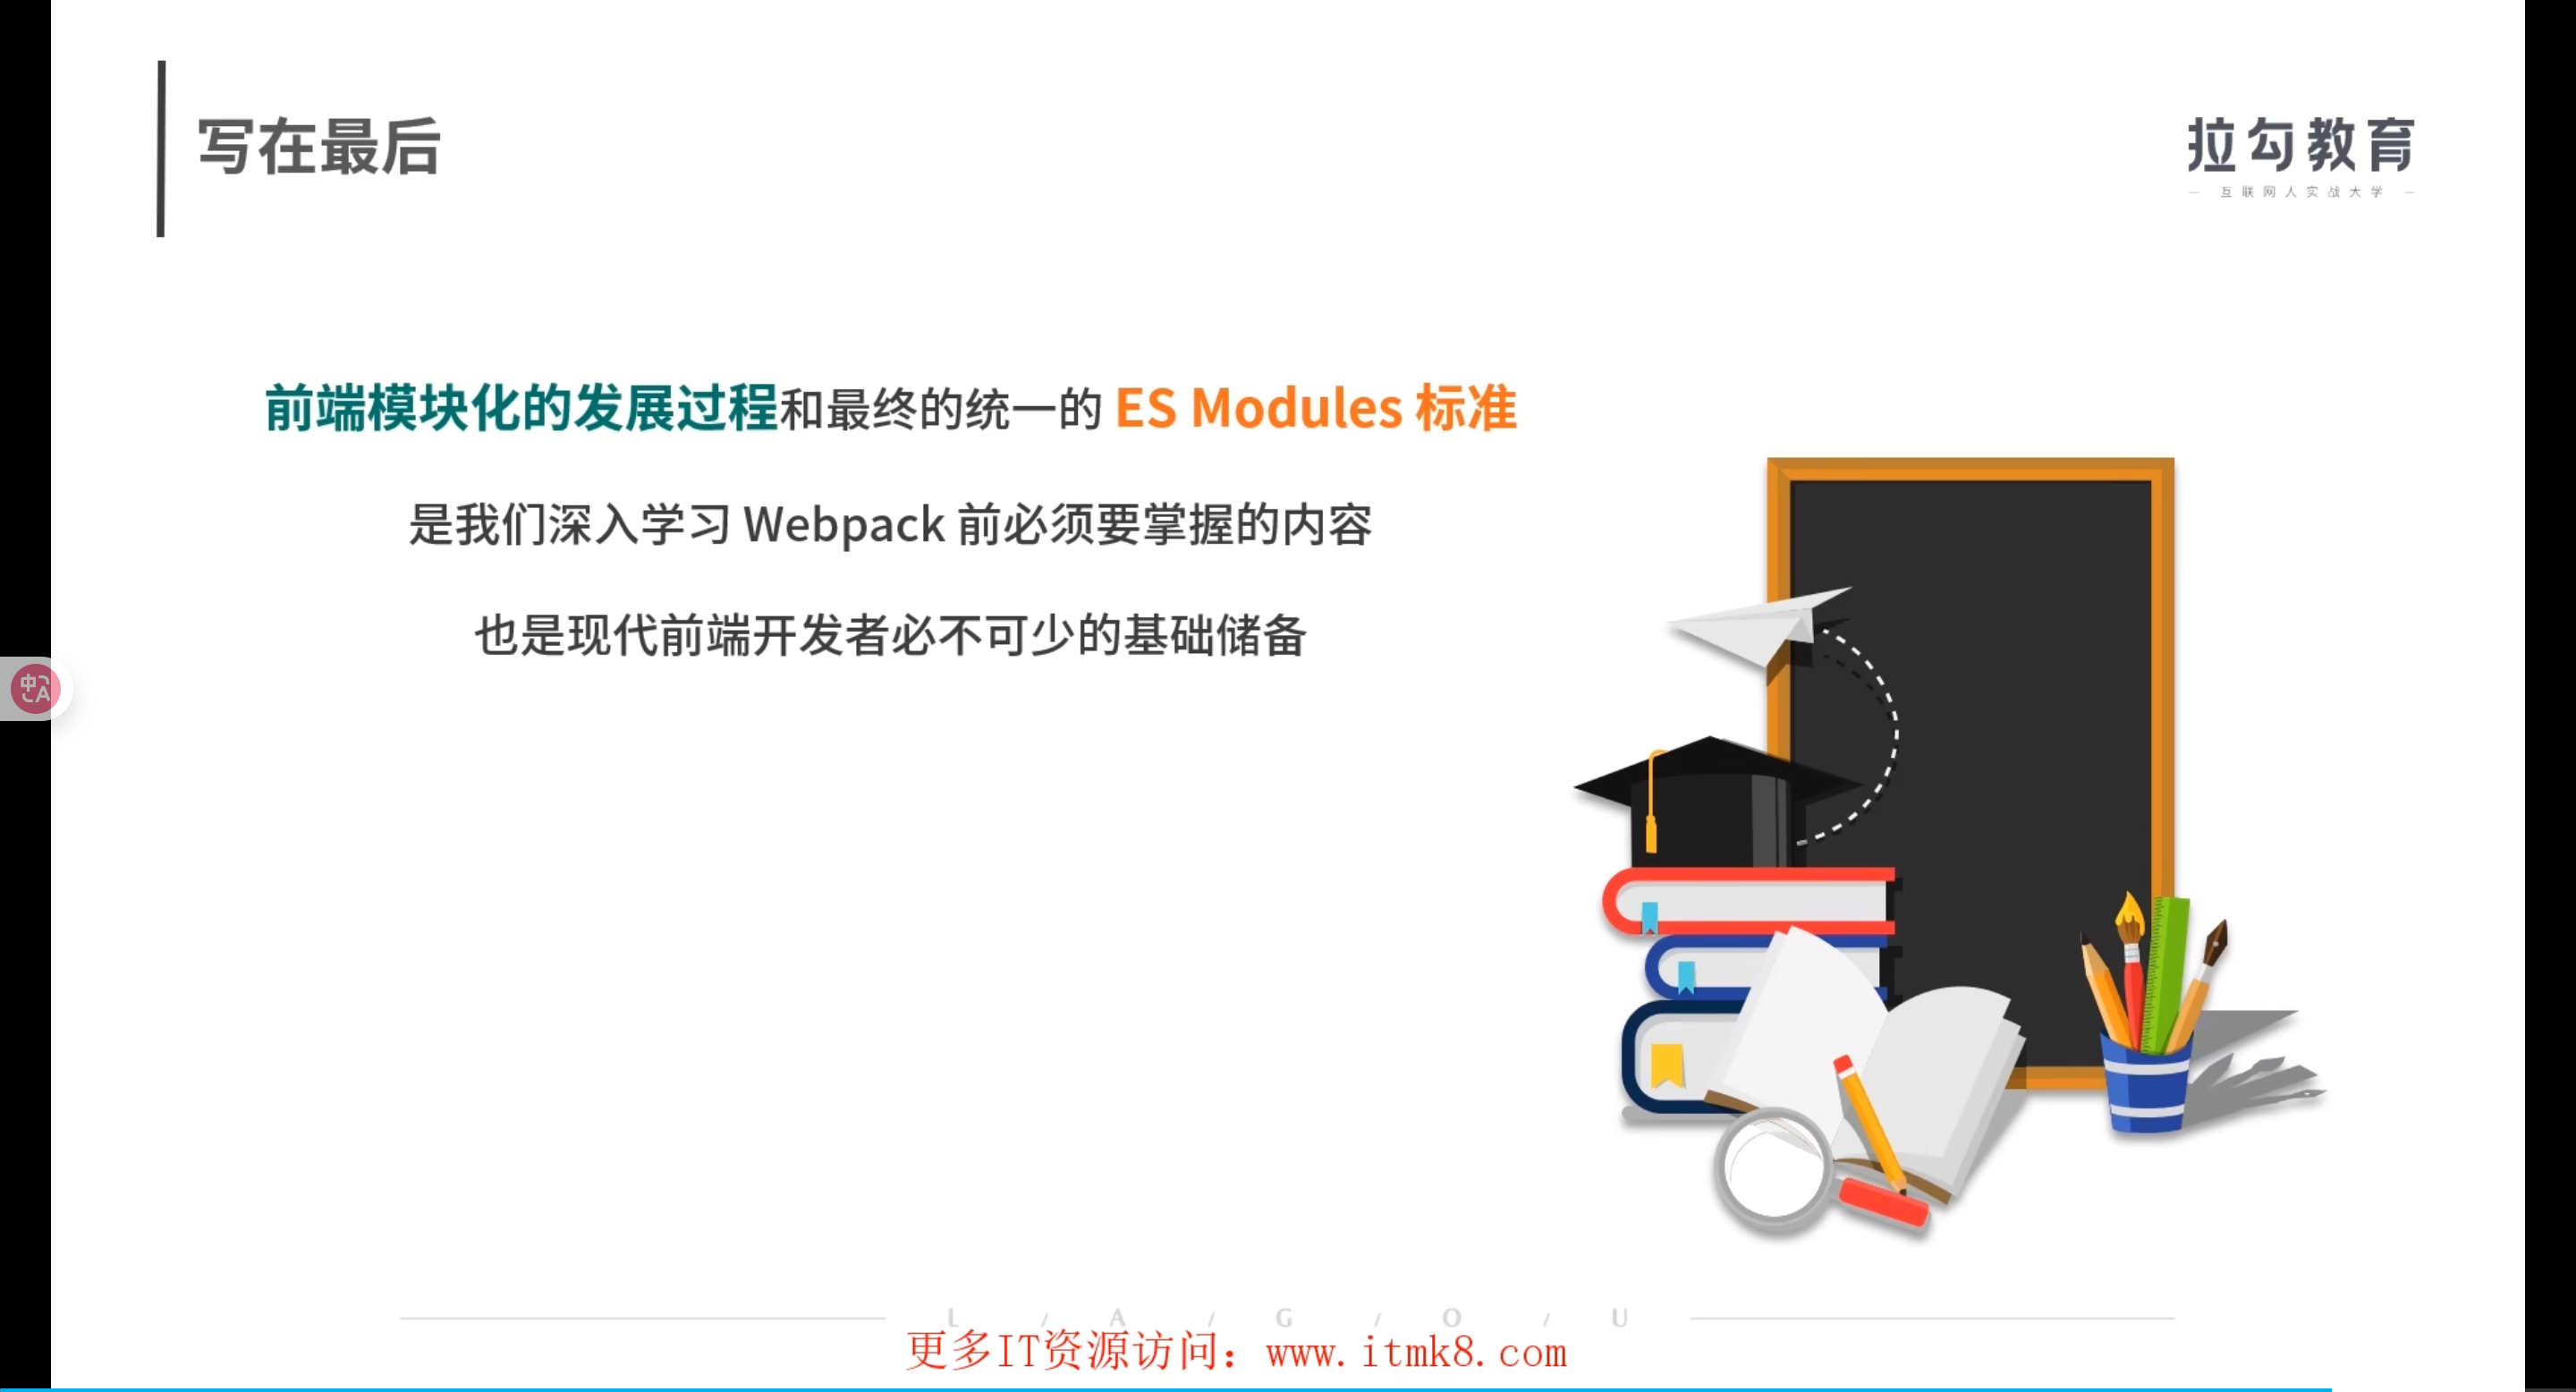 写在最后
拉勾教育
— 互联网人实战大学 —
前端模块化的发展过程和最终的统一的 ES Modules 标准
是我们深入学习 Webpack 前必须要掌握的内容
也是现代前端开发者必不可少的基础储备
中A
L / A / G / O / U
更多IT资源访问：www.itmk8.com